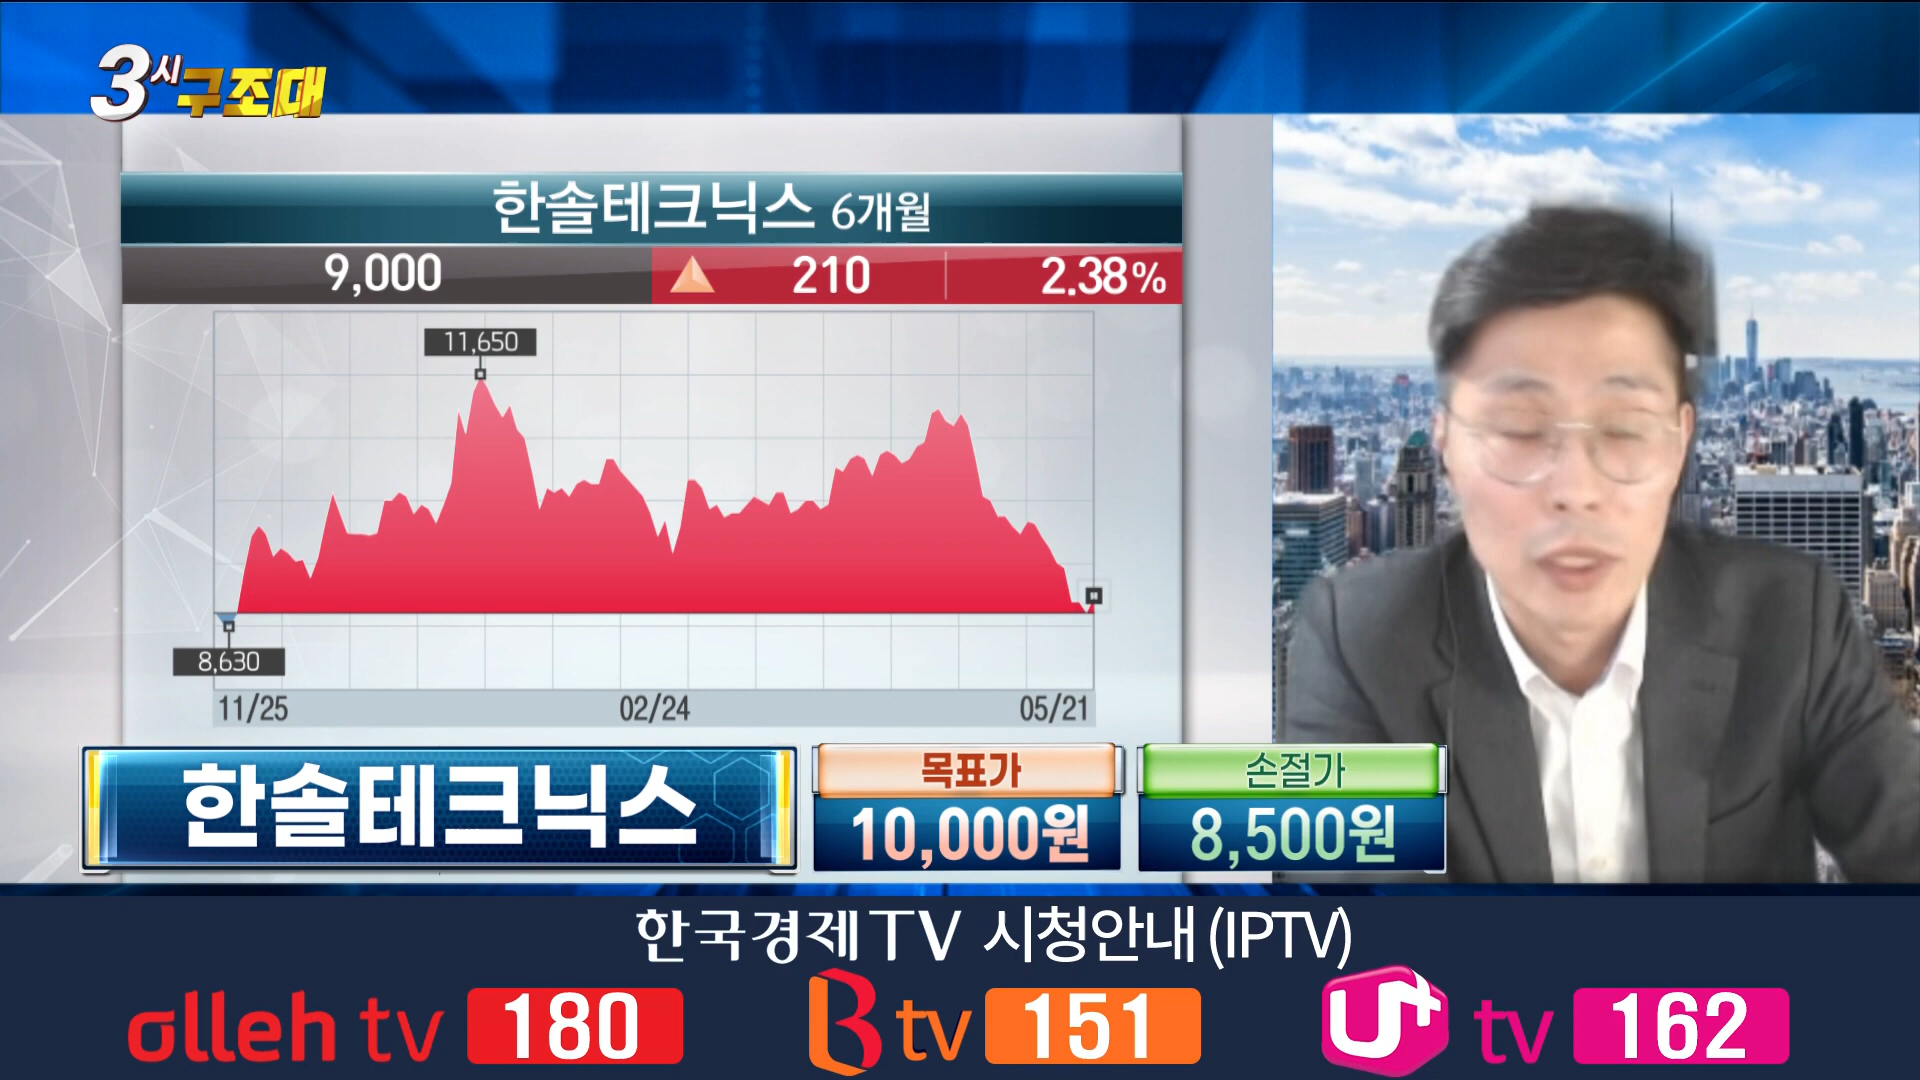 3시 구조대
한솔테크닉스 6개월
9,000 ▲ 210 2.38%
11,650
8,630
11/25 02/24 05/21
한솔테크닉스
목표가
10,000원
손절가
8,500원
한국경제TV 시청안내 (IPTV)
olleh tv 180
B tv 151
U+ tv 162